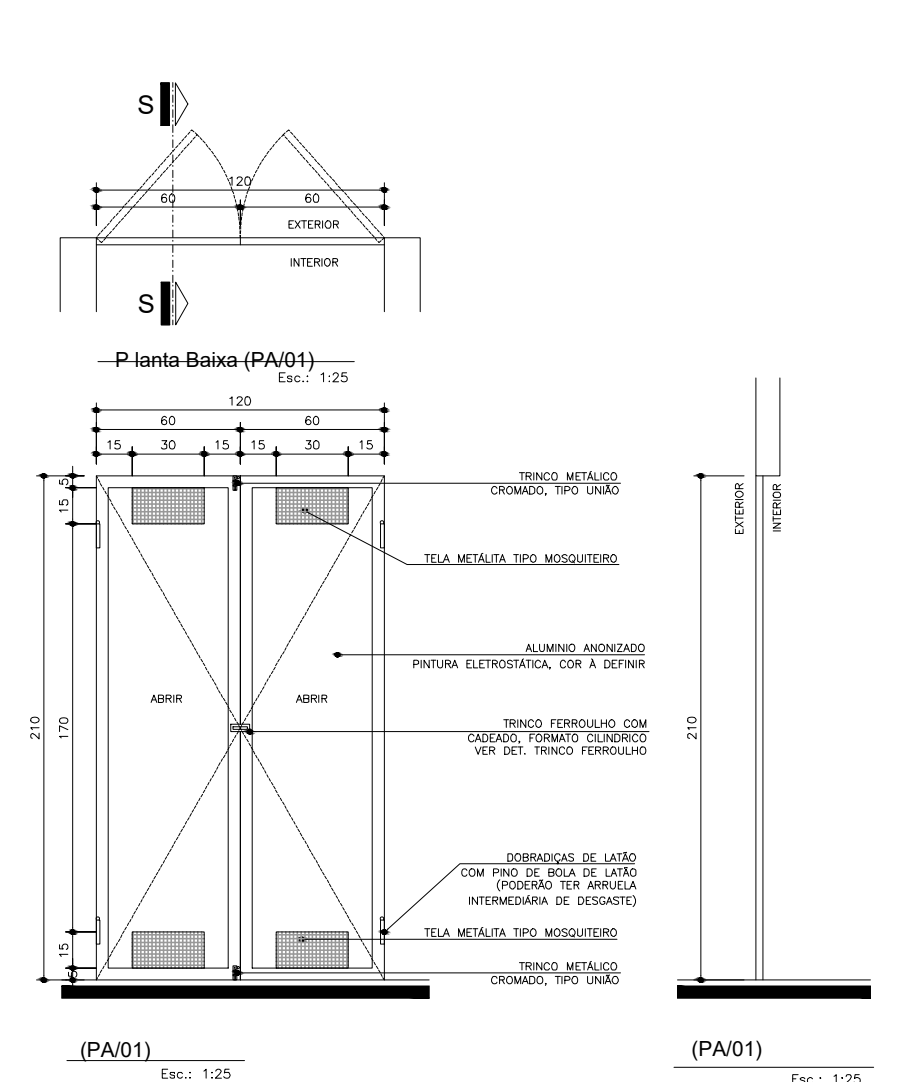 S
120
60 60
EXTERIOR
INTERIOR
S
P lanta Baixa (PA/01)
Esc.: 1:25
120
60 60
15 30 15 15 30 15
5
15
210
170
15
5
ABRIR ABRIR
TRINCO METÁLICO
CROMADO, TIPO UNIÃO
TELA METÁLITA TIPO MOSQUITEIRO
ALUMINIO ANONIZADO
PINTURA ELETROSTÁTICA, COR À DEFINIR
TRINCO FERROULHO COM
CADEADO, FORMATO CILINDRICO
VER DET. TRINCO FERROULHO
DOBRADIÇAS DE LATÃO
COM PINO DE BOLA DE LATÃO
(PODERÃO TER ARRUELA
INTERMEDIÁRIA DE DESGASTE)
TELA METÁLITA TIPO MOSQUITEIRO
TRINCO METÁLICO
CROMADO, TIPO UNIÃO
(PA/01)
Esc.: 1:25
EXTERIOR
INTERIOR
210
(PA/01)
Esc.: 1:25